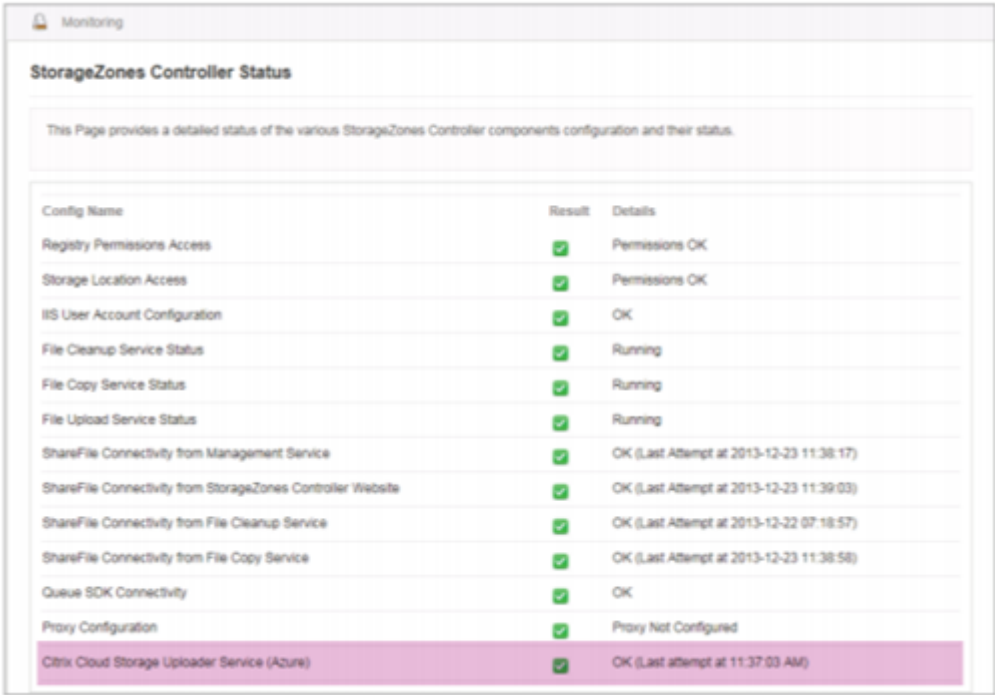 Monitoring
StorageZones Controller Status
This Page provides a detailed status of the various StorageZones Controller components configuration and their status.
Config Name Result Details
Registry Permissions Access Permissions OK
Storage Location Access Permissions OK
IIS User Account Configuration OK
File Cleanup Service Status Running
File Copy Service Status Running
File Upload Service Status Running
ShareFile Connectivity from Management Service OK (Last Attempt at 2013-12-23 11:38:17)
ShareFile Connectivity from StorageZones Controller Website OK (Last Attempt at 2013-12-23 11:39:03)
ShareFile Connectivity from File Cleanup Service OK (Last Attempt at 2013-12-22 07:18:57)
ShareFile Connectivity from File Copy Service OK (Last Attempt at 2013-12-23 11:38:58)
Queue SDK Connectivity OK
Proxy Configuration Proxy Not Configured
Citrix Cloud Storage Uploader Service (Azure) OK (Last attempt at 11:37:03 AM)